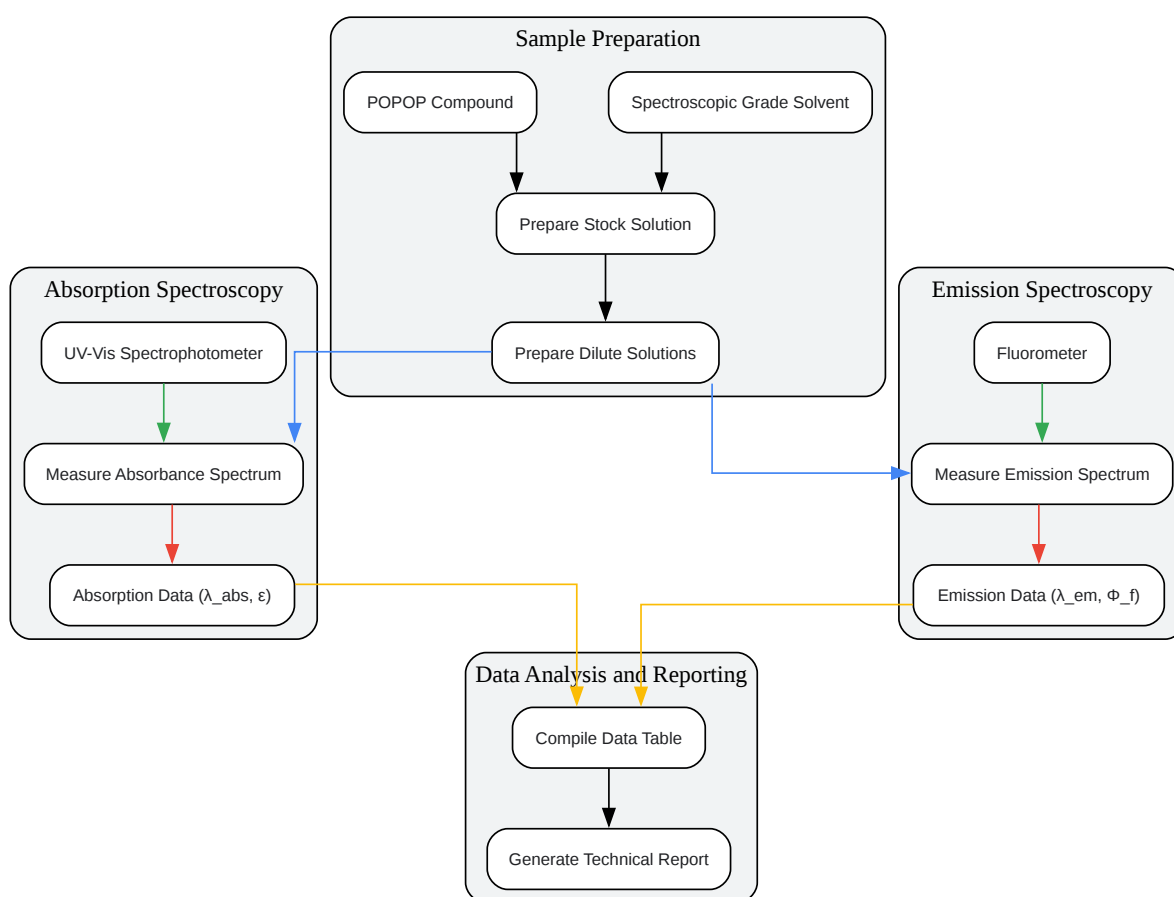 Sample Preparation
POPOP Compound
Spectroscopic Grade Solvent
Prepare Stock Solution
Prepare Dilute Solutions
Absorption Spectroscopy
UV-Vis Spectrophotometer
Measure Absorbance Spectrum
Absorption Data (λ_abs, ε)
Emission Spectroscopy
Fluorometer
Measure Emission Spectrum
Emission Data (λ_em, Φ_f)
Data Analysis and Reporting
Compile Data Table
Generate Technical Report